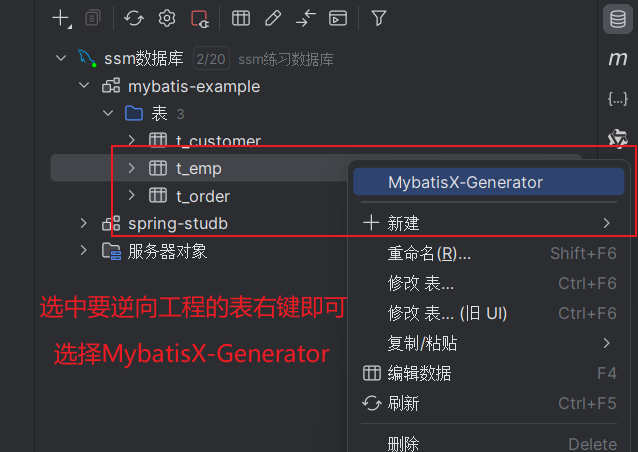 ssm数据库 2/20 ssm练习数据库
mybatis-example
表 3
t_customer
t_emp
t_order
spring-studb
服务器对象
m
{...}
MybatisX-Generator
新建
重命名(R)... Shift+F6
修改 表... Ctrl+F6
修改 表... (旧 UI) Ctrl+F6
复制/粘贴
编辑数据 F4
刷新 Ctrl+F5
删除 Delete
选中要逆向工程的表右键即可
选择MybatisX-Generator